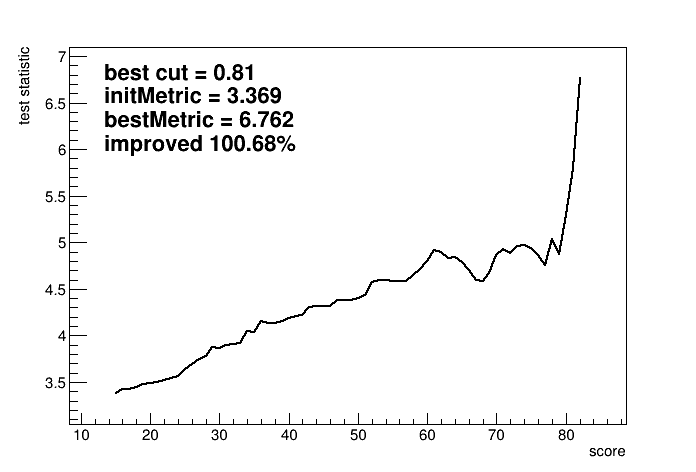 test statistic
7
6.5
6
5.5
5
4.5
4
3.5
best cut = 0.81
initMetric = 3.369
bestMetric = 6.762
improved 100.68%
10 20 30 40 50 60 70 80
score